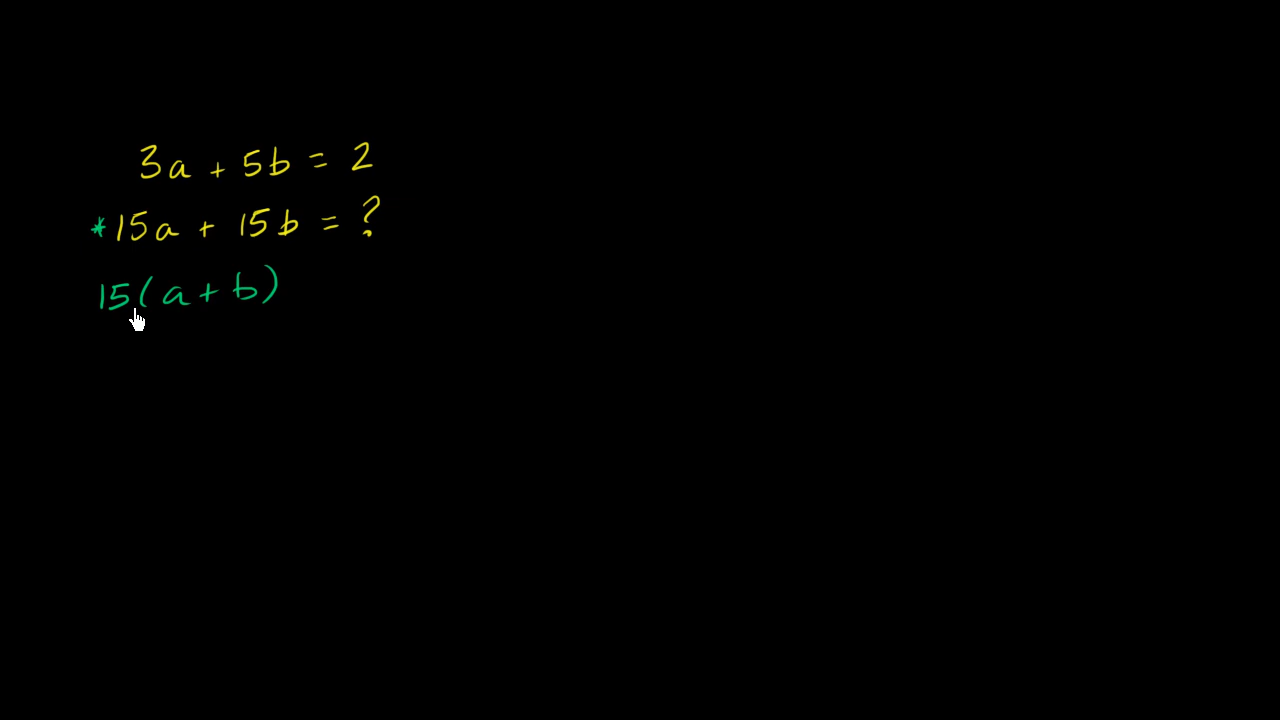 3a + 5b = 2
*15a + 15b = ?
15(a + b)